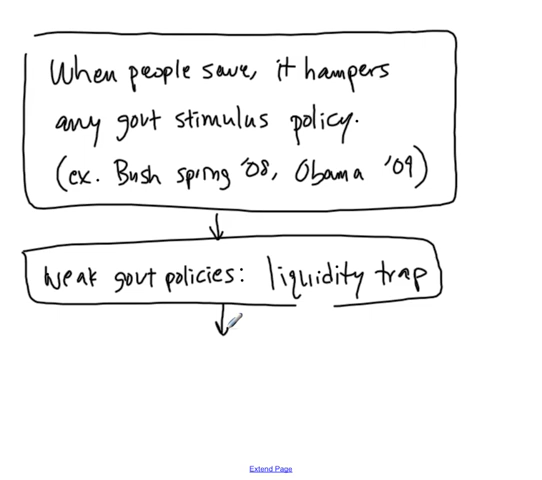 When people save, it hampers
any govt stimulus policy.
(ex. Bush spring '08, Obama '09)
Weak govt policies: liquidity trap
Extend Page